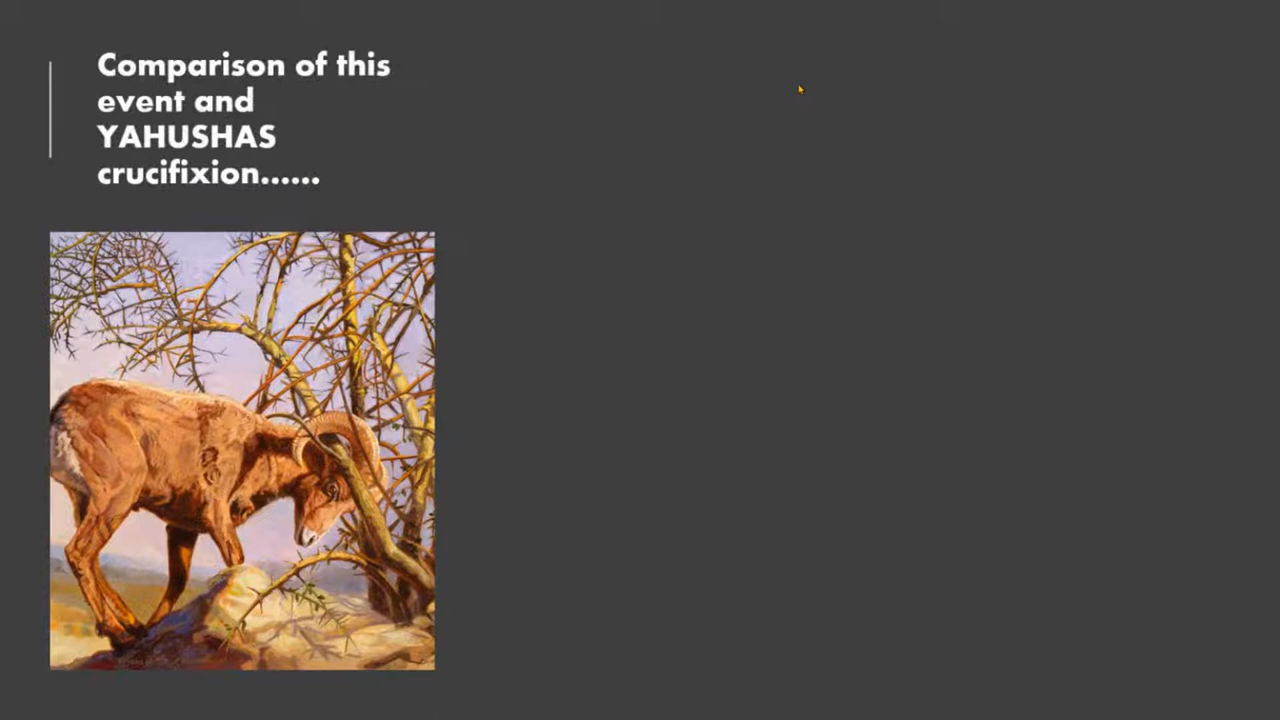 Comparison of this
event and
YAHUSHAS
crucifixion......